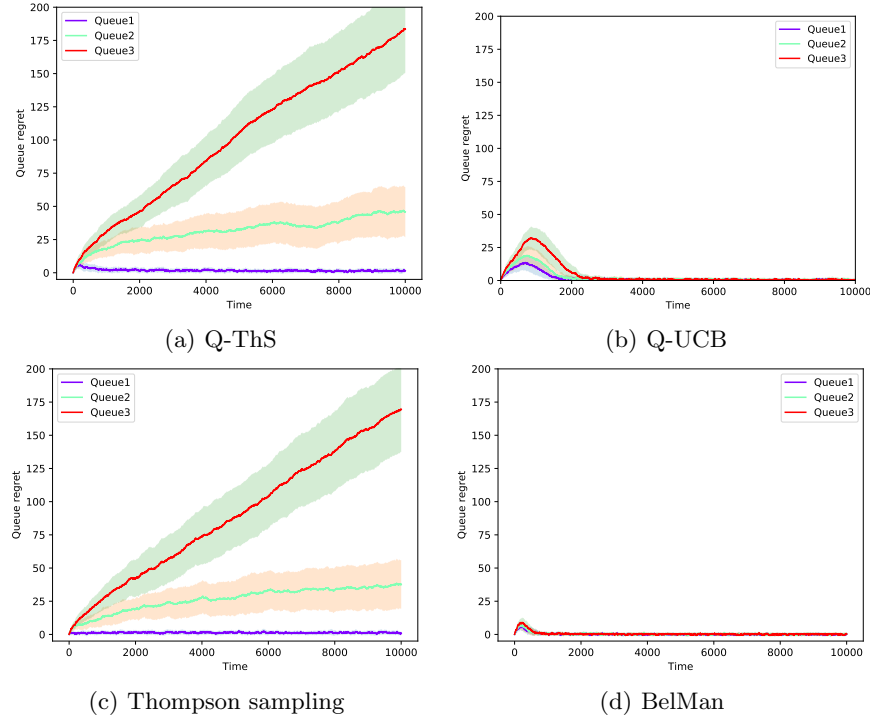 200
175
150
125
100
75
50
25
0
Queue regret
Queue1
Queue2
Queue3
0 2000 4000 6000 8000 10000
Time
(a) Q-ThS
200
175
150
125
100
75
50
25
0
Queue regret
Queue1
Queue2
Queue3
0 2000 4000 6000 8000 10000
Time
(b) Q-UCB
200
175
150
125
100
75
50
25
0
Queue regret
Queue1
Queue2
Queue3
0 2000 4000 6000 8000 10000
Time
(c) Thompson sampling
200
175
150
125
100
75
50
25
0
Queue regret
Queue1
Queue2
Queue3
0 2000 4000 6000 8000 10000
Time
(d) BelMan